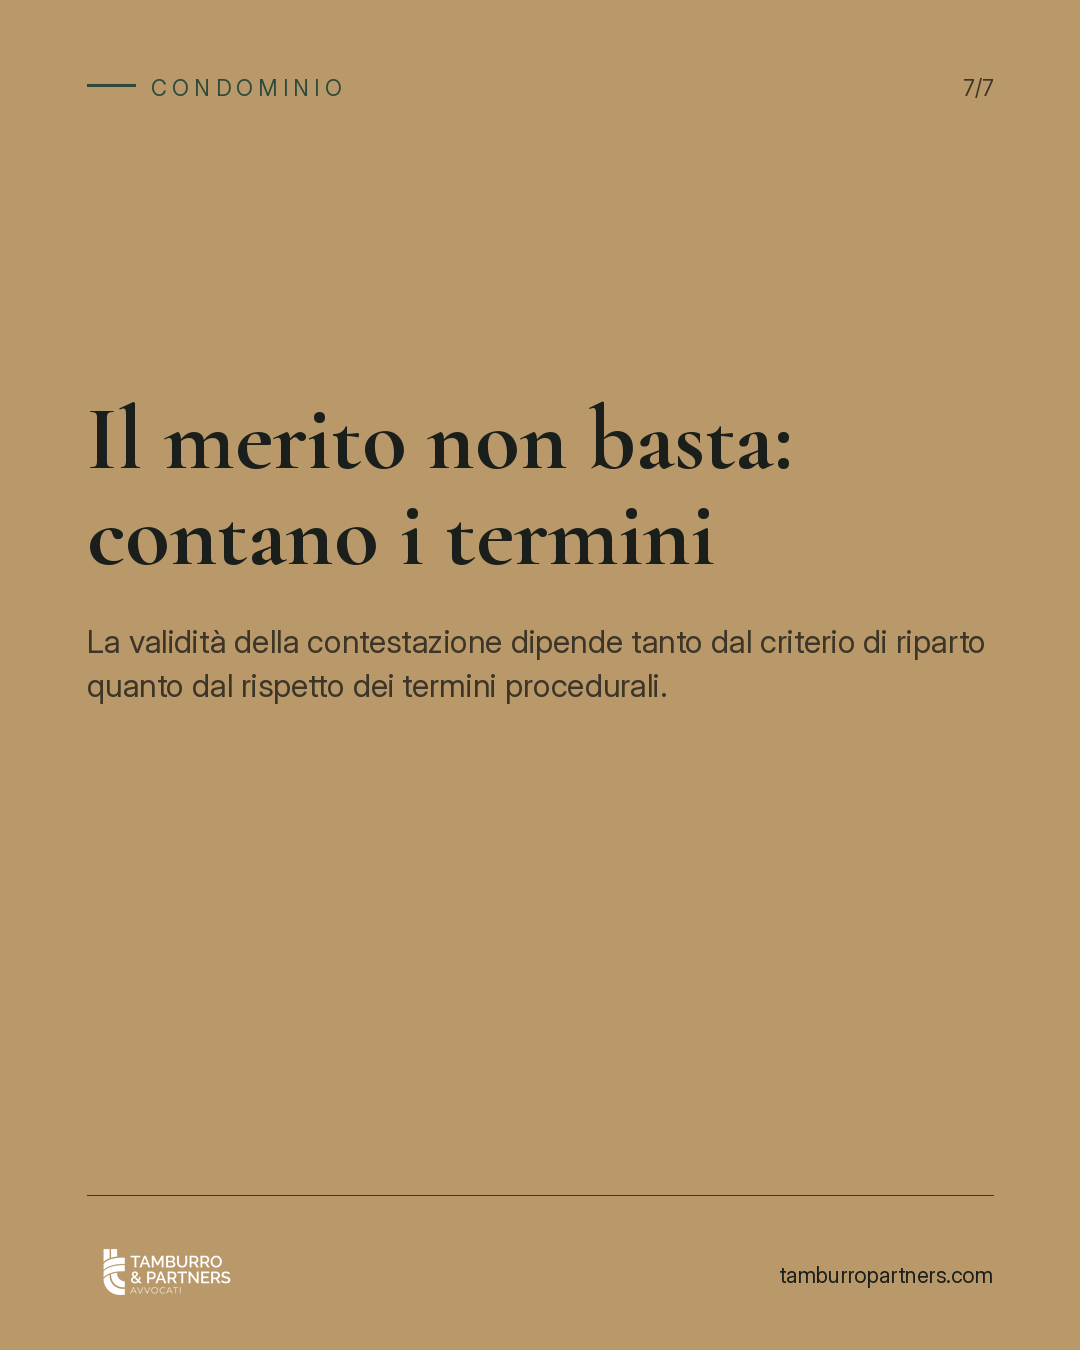 CONDOMINIO
7/7
Il merito non basta:
contano i termini
La validità della contestazione dipende tanto dal criterio di riparto
quanto dal rispetto dei termini procedurali.
TAMBURRO
& PARTNERS
AVVOCATI
tamburropartners.com